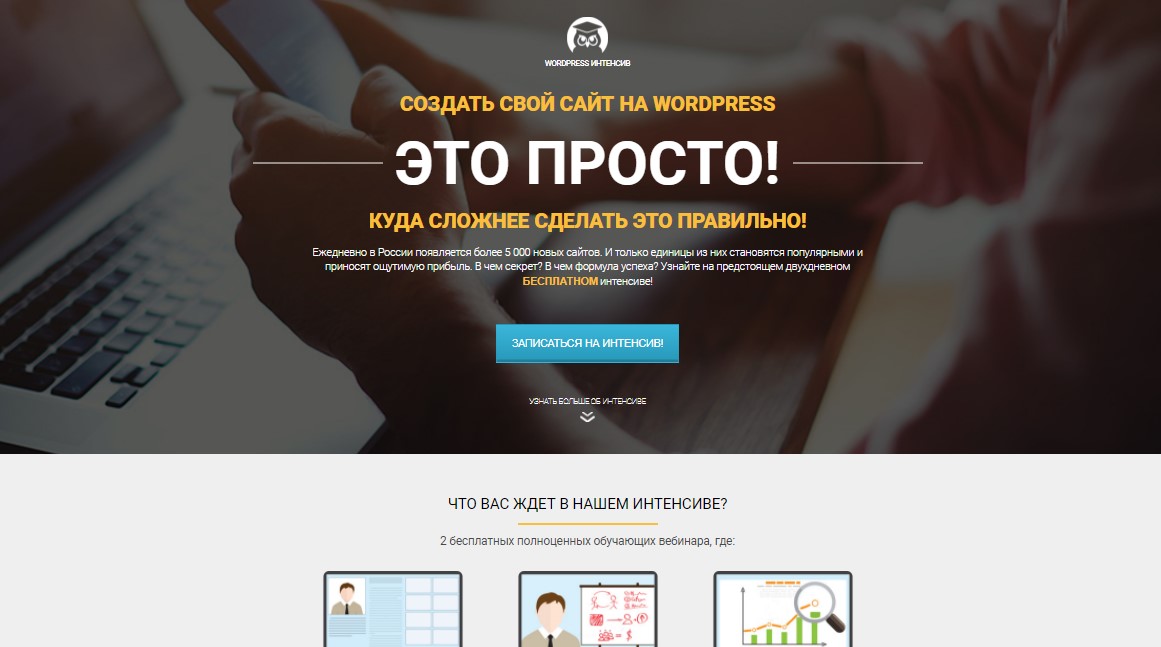 WORDPRESS ИНТЕНСИВ
СОЗДАТЬ СВОЙ САЙТ НА WORDPRESS
ЭТО ПРОСТО!
КУДА СЛОЖНЕЕ СДЕЛАТЬ ЭТО ПРАВИЛЬНО!
Ежедневно в России появляется более 5 000 новых сайтов. И только единицы из них становятся популярными и
приносят ощутимую прибыль. В чем секрет? В чем формула успеха? Узнайте на предстоящем двухдневном
БЕСПЛАТНОМ интенсиве!
ЗАПИСАТЬСЯ НА ИНТЕНСИВ!
УЗНАТЬ БОЛЬШЕ ОБ ИНТЕНСИВЕ
ЧТО ВАС ЖДЕТ В НАШЕМ ИНТЕНСИВЕ?
2 бесплатных полноценных обучающих вебинара, где: